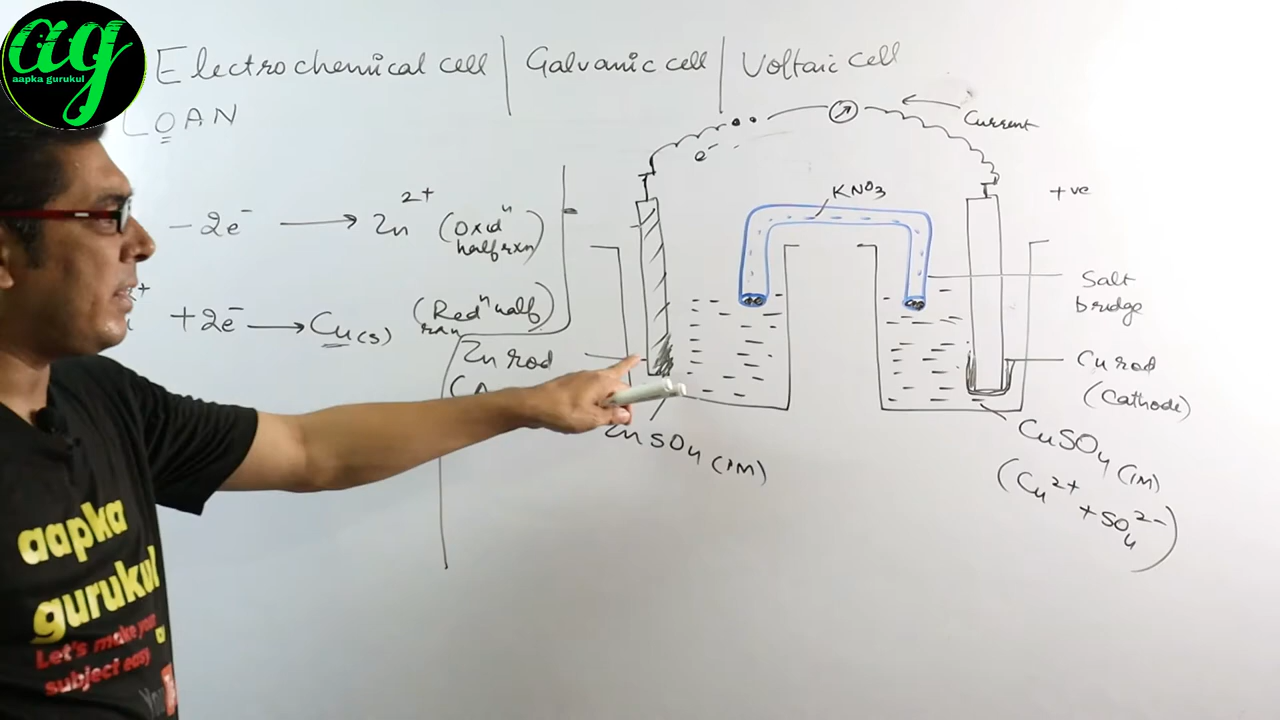 ag
aapka gurukul
Electrochemical cell | Galvanic cell | Voltaic cell
LOAN
- 2e⁻ → Zn²⁺ (Oxidⁿ half rxn)
+ 2e⁻ → Cu(s) (Redⁿ half rxn)
Current
e⁻
KNO₃
+ve
Salt
bridge
Zn rod
Cu rod
(Cathode)
ZnSO₄ (1M)
CuSO₄ (1M)
(Cu²⁺ + SO₄²⁻)
aapka
gurukul
Let's make your
subject easy